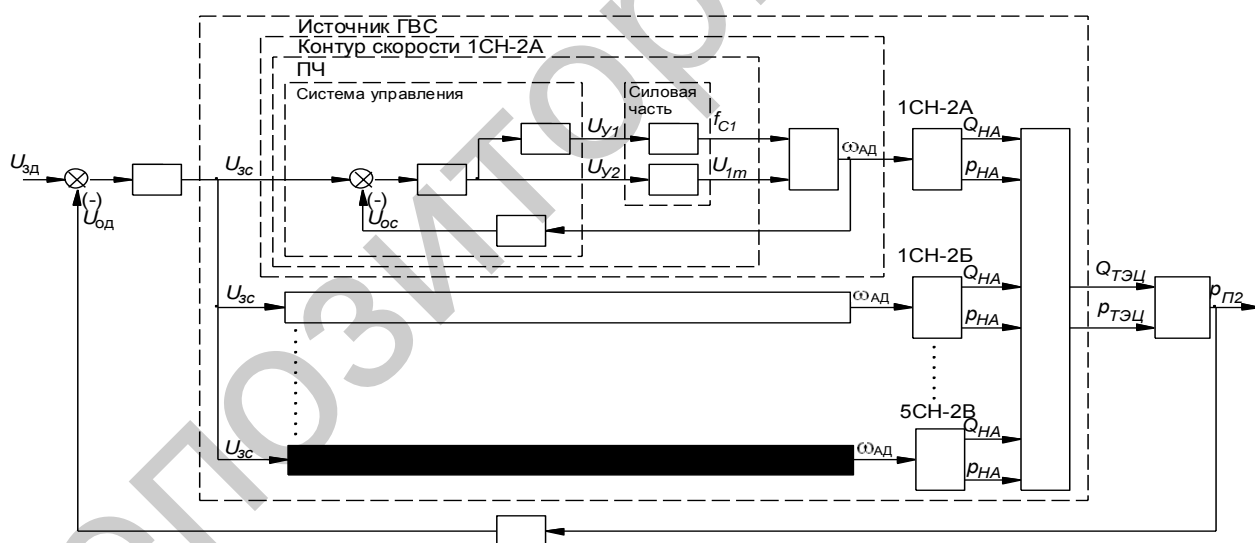 Источник ГВС
Контур скорости 1СН-2А
ПЧ
Система управления
Силовая
часть
U_зд
(-)
U_од
U_зс
(-)
U_ос
U_У1
U_У2
f_С1
U_1m
ω_АД
1СН-2А
Q_НА
p_НА
U_зс
ω_АД
1СН-2Б
Q_НА
p_НА
Q_ТЭЦ
p_ТЭЦ
p_П2
U_зс
ω_АД
5СН-2В
Q_НА
p_НА